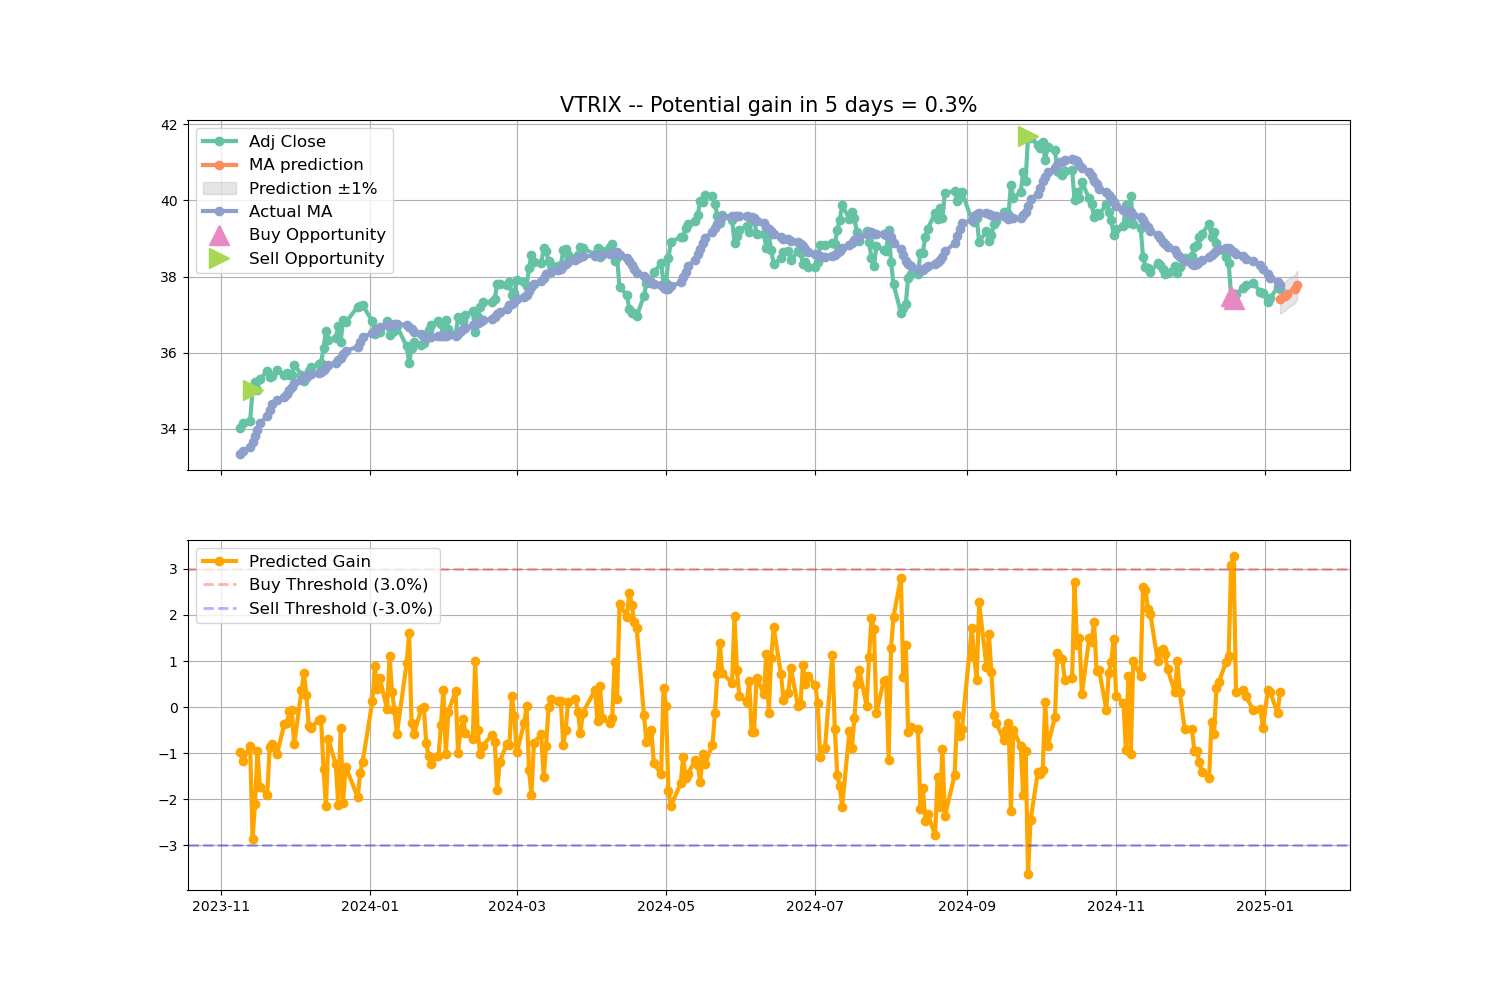 VTRIX -- Potential gain in 5 days = 0.3%
42
40
38
36
34
Adj Close
MA prediction
Prediction ±1%
Actual MA
Buy Opportunity
Sell Opportunity
3
2
1
0
−1
−2
−3
Predicted Gain
Buy Threshold (3.0%)
Sell Threshold (-3.0%)
2023-11 2024-01 2024-03 2024-05 2024-07 2024-09 2024-11 2025-01